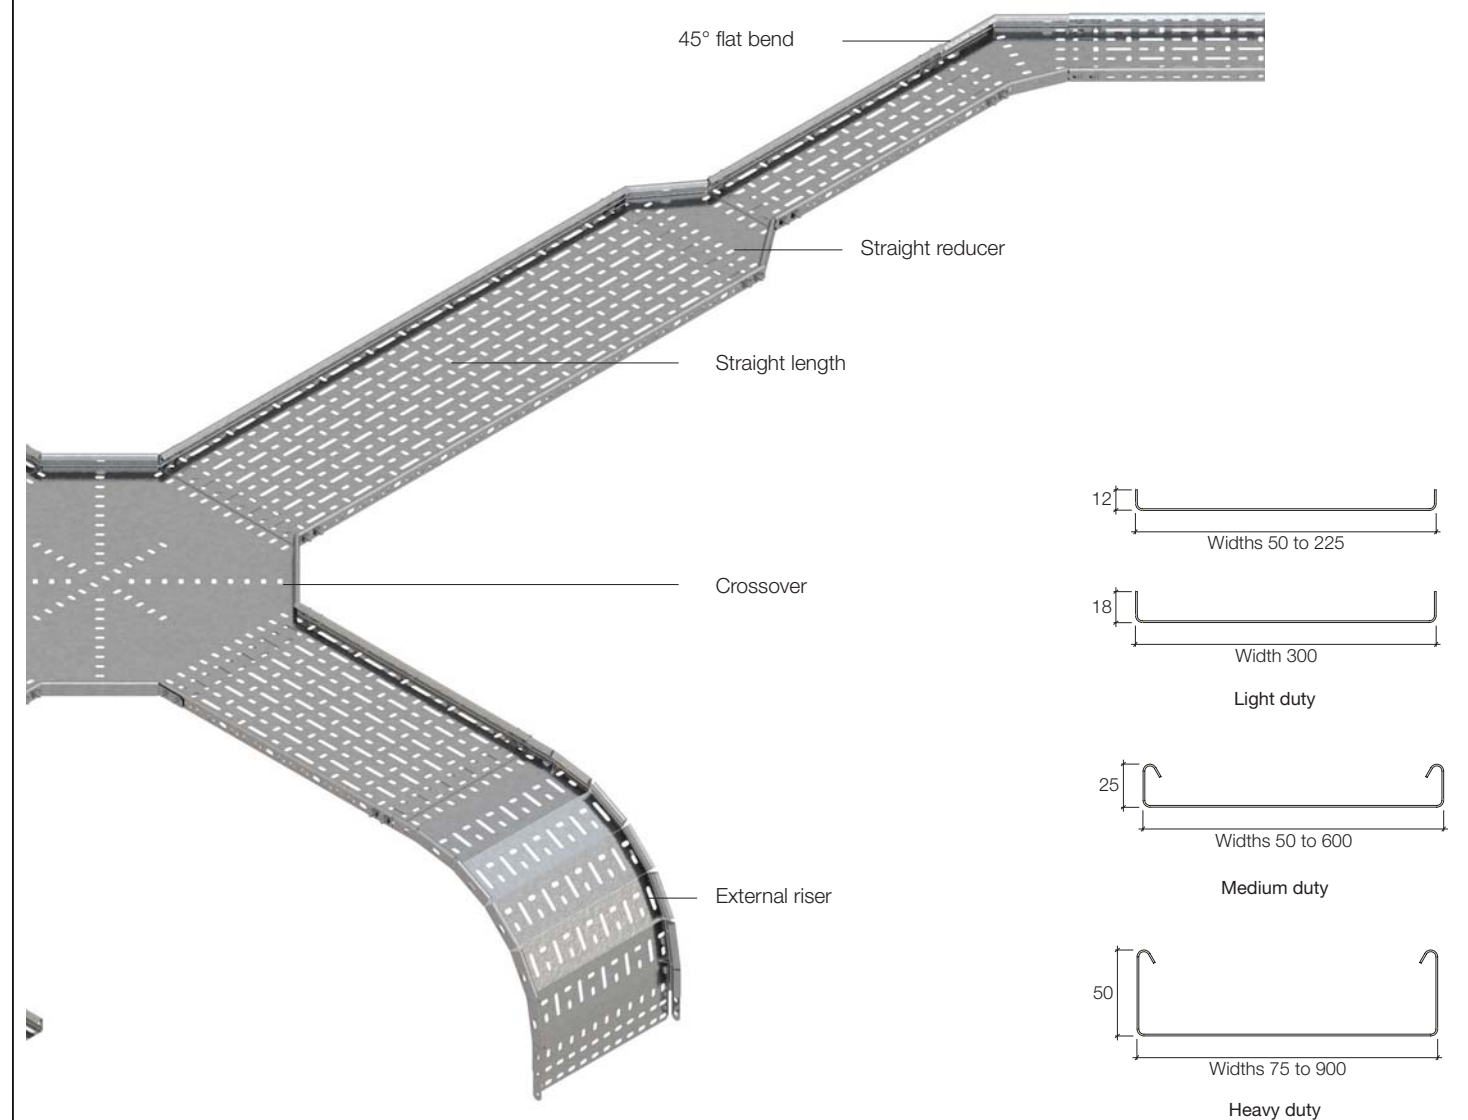 45° flat bend
Straight reducer
Straight length
Crossover
External riser
12
Widths 50 to 225
18
Width 300
Light duty
25
Widths 50 to 600
Medium duty
50
Widths 75 to 900
Heavy duty